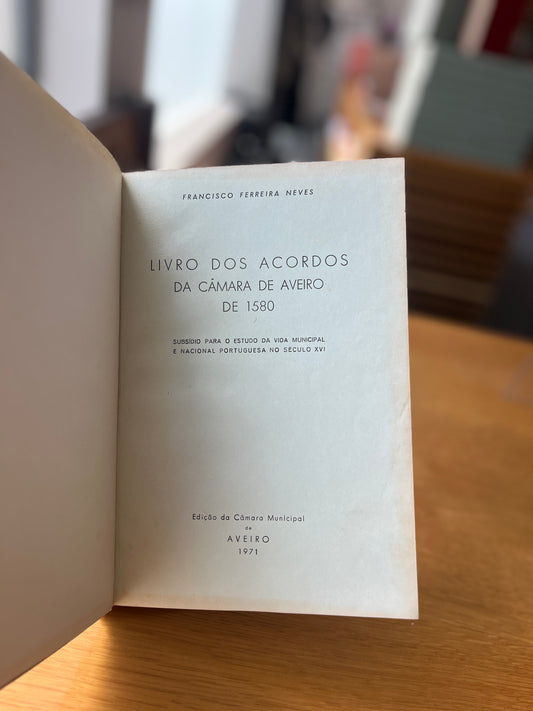 FRANCISCO FERREIRA NEVES
LIVRO DOS ACORDOS
DA CÂMARA DE AVEIRO
DE 1580
SUBSÍDIO PARA O ESTUDO DA VIDA MUNICIPAL
E NACIONAL PORTUGUESA NO SÉCULO XVI
Edição da Câmara Municipal
de
AVEIRO
1971